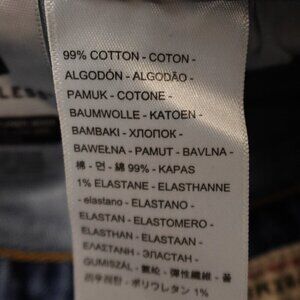 99% COTTON - COTON -
ALGODÓN - ALGODÃO -
PAMUK - COTONE -
BAUMWOLLE - KATOEN -
BAMBAKI - ХЛОПОК -
BAWEŁNA - PAMUT - BAVLNA -
棉 - 면 - 綿 99% - KAPAS
1% ELASTANE - ELASTHANNE
- elastano - ELASTANO -
ELASTAN - ELASTANO -
ELASTHAN - ELASTAAN -
ΕΛΑΣΤΑΝΗ - ЭЛАСТАН -
GUMISZÁL - 氨纶 - 彈性纖維 -
폴리우레탄 - ポリウレタン 1%
LESS